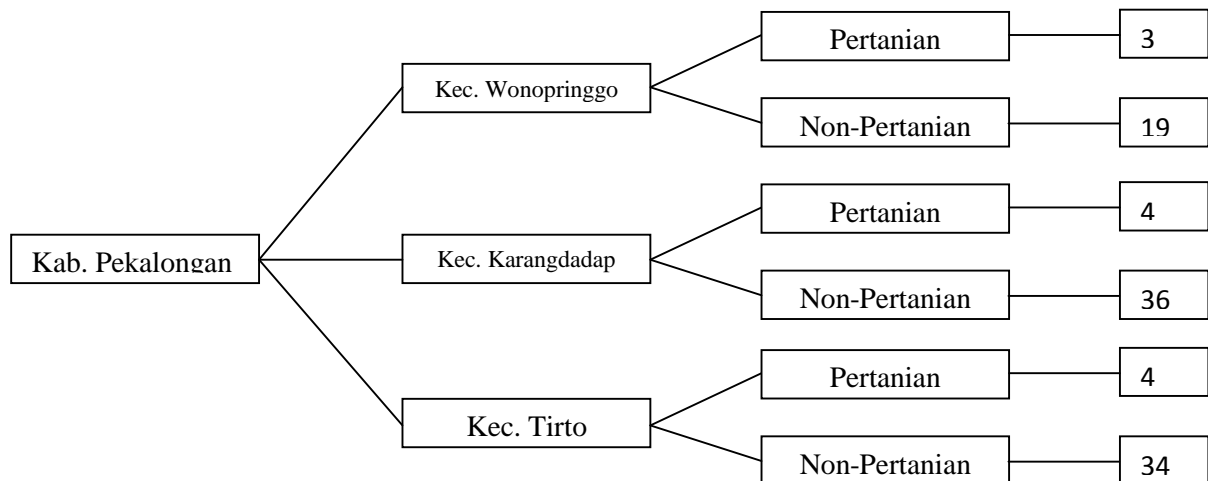 Pertanian
3
Kec. Wonopringgo
Non-Pertanian
19
Pertanian
4
Kab. Pekalongan
Kec. Karangdadap
Non-Pertanian
36
Pertanian
4
Kec. Tirto
Non-Pertanian
34